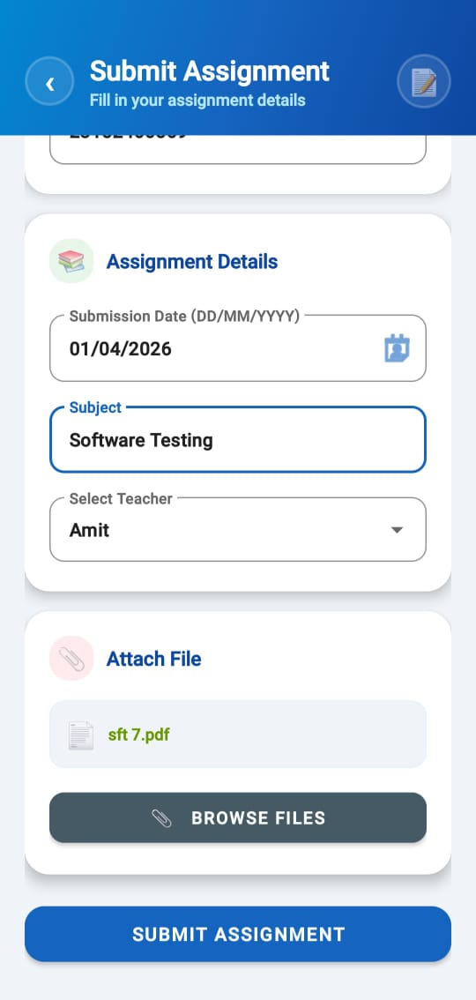 Submit Assignment
Fill in your assignment details
Assignment Details
Submission Date (DD/MM/YYYY)
01/04/2026
Subject
Software Testing
Select Teacher
Amit
Attach File
sft 7.pdf
BROWSE FILES
SUBMIT ASSIGNMENT